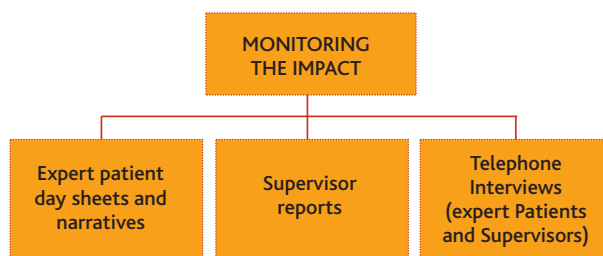 MONITORING
THE IMPACT
Expert patient
day sheets and
narratives
Supervisor
reports
Telephone
Interviews
(expert Patients
and Supervisors)